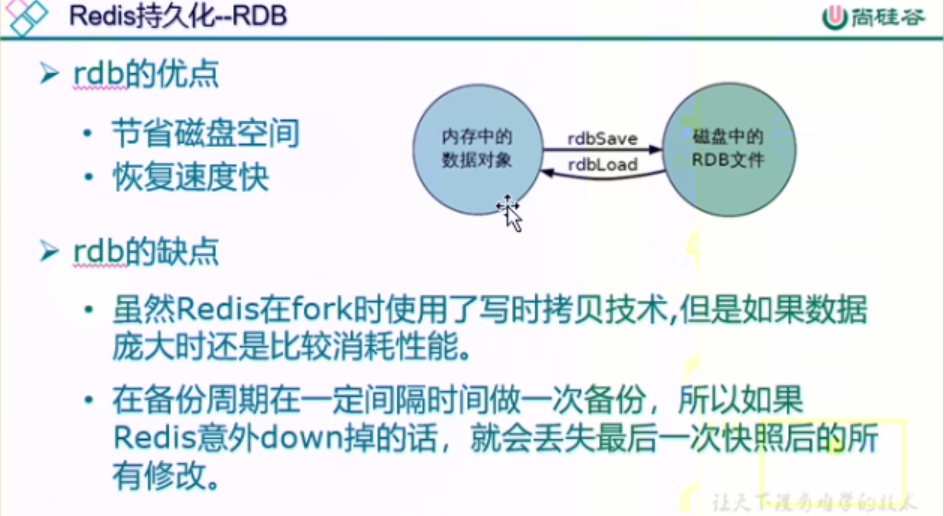 Redis持久化--RDB
尚硅谷
rdb的优点
节省磁盘空间
恢复速度快
内存中的
数据对象
rdbSave
rdbLoad
磁盘中的
RDB文件
rdb的缺点
虽然Redis在fork时使用了写时拷贝技术,但是如果数据
庞大时还是比较消耗性能。
在备份周期在一定间隔时间做一次备份，所以如果
Redis意外down掉的话，就会丢失最后一次快照后的所
有修改。
让天下没有难学的技术